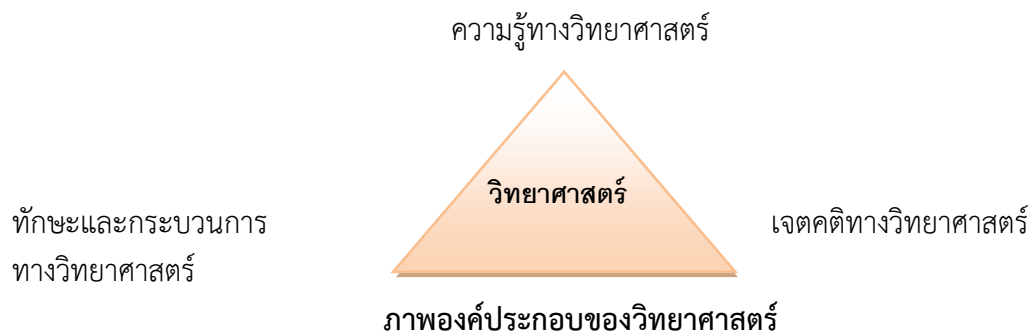 ความรู้ทางวิทยาศาสตร์
วิทยาศาสตร์
ทักษะและกระบวนการ
ทางวิทยาศาสตร์
เจตคติทางวิทยาศาสตร์
ภาพองค์ประกอบของวิทยาศาสตร์